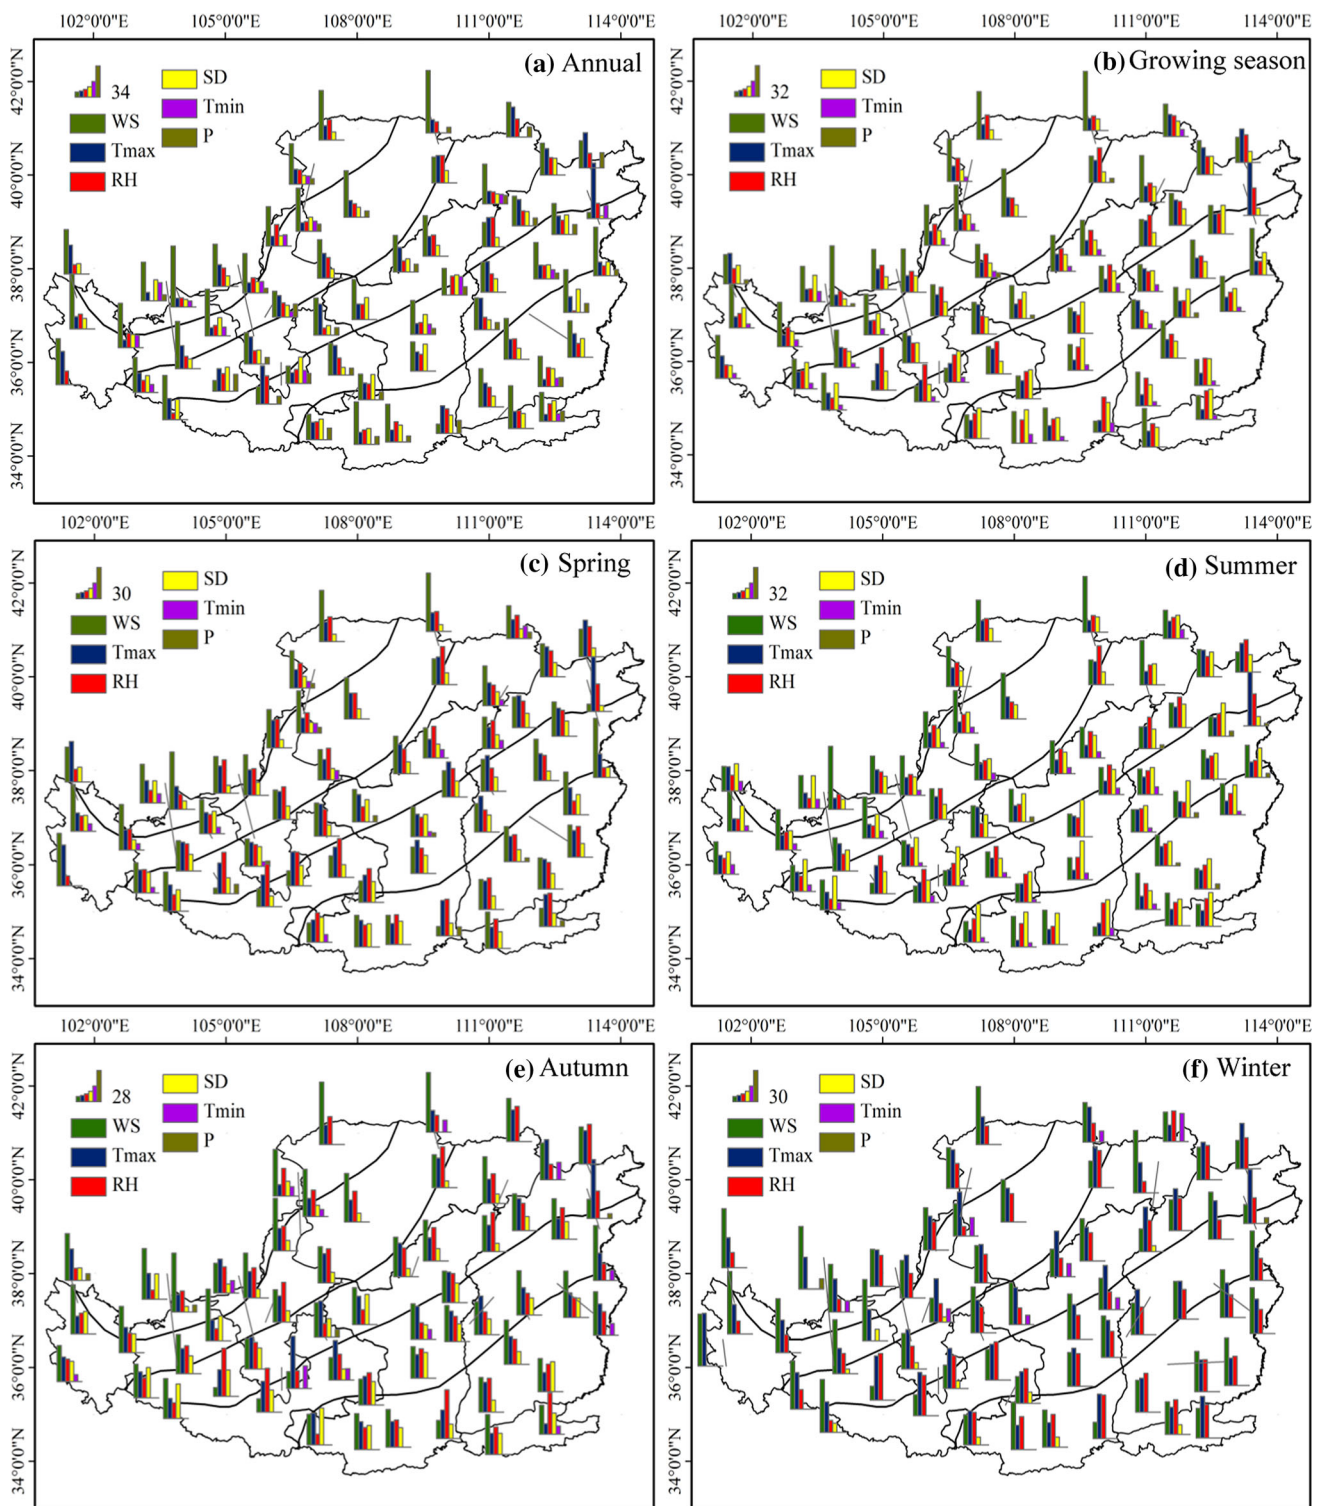 102°0'0"E 105°0'0"E 108°0'0"E 111°0'0"E 114°0'0"E 102°0'0"E 105°0'0"E 108°0'0"E 111°0'0"E 114°0'0"E
42°0'0"N
40°0'0"N
38°0'0"N
36°0'0"N
34°0'0"N
(a) Annual
34
WS
Tmax
RH
SD
Tmin
P
42°0'0"N
40°0'0"N
38°0'0"N
36°0'0"N
34°0'0"N
(b) Growing season
32
WS
Tmax
RH
SD
Tmin
P
102°0'0"E 105°0'0"E 108°0'0"E 111°0'0"E 114°0'0"E 102°0'0"E 105°0'0"E 108°0'0"E 111°0'0"E 114°0'0"E
42°0'0"N
40°0'0"N
38°0'0"N
36°0'0"N
34°0'0"N
(c) Spring
30
WS
Tmax
RH
SD
Tmin
P
42°0'0"N
40°0'0"N
38°0'0"N
36°0'0"N
34°0'0"N
(d) Summer
32
WS
Tmax
RH
SD
Tmin
P
102°0'0"E 105°0'0"E 108°0'0"E 111°0'0"E 114°0'0"E 102°0'0"E 105°0'0"E 108°0'0"E 111°0'0"E 114°0'0"E
42°0'0"N
40°0'0"N
38°0'0"N
36°0'0"N
34°0'0"N
(e) Autumn
28
WS
Tmax
RH
SD
Tmin
P
42°0'0"N
40°0'0"N
38°0'0"N
36°0'0"N
34°0'0"N
(f) Winter
30
WS
Tmax
RH
SD
Tmin
P